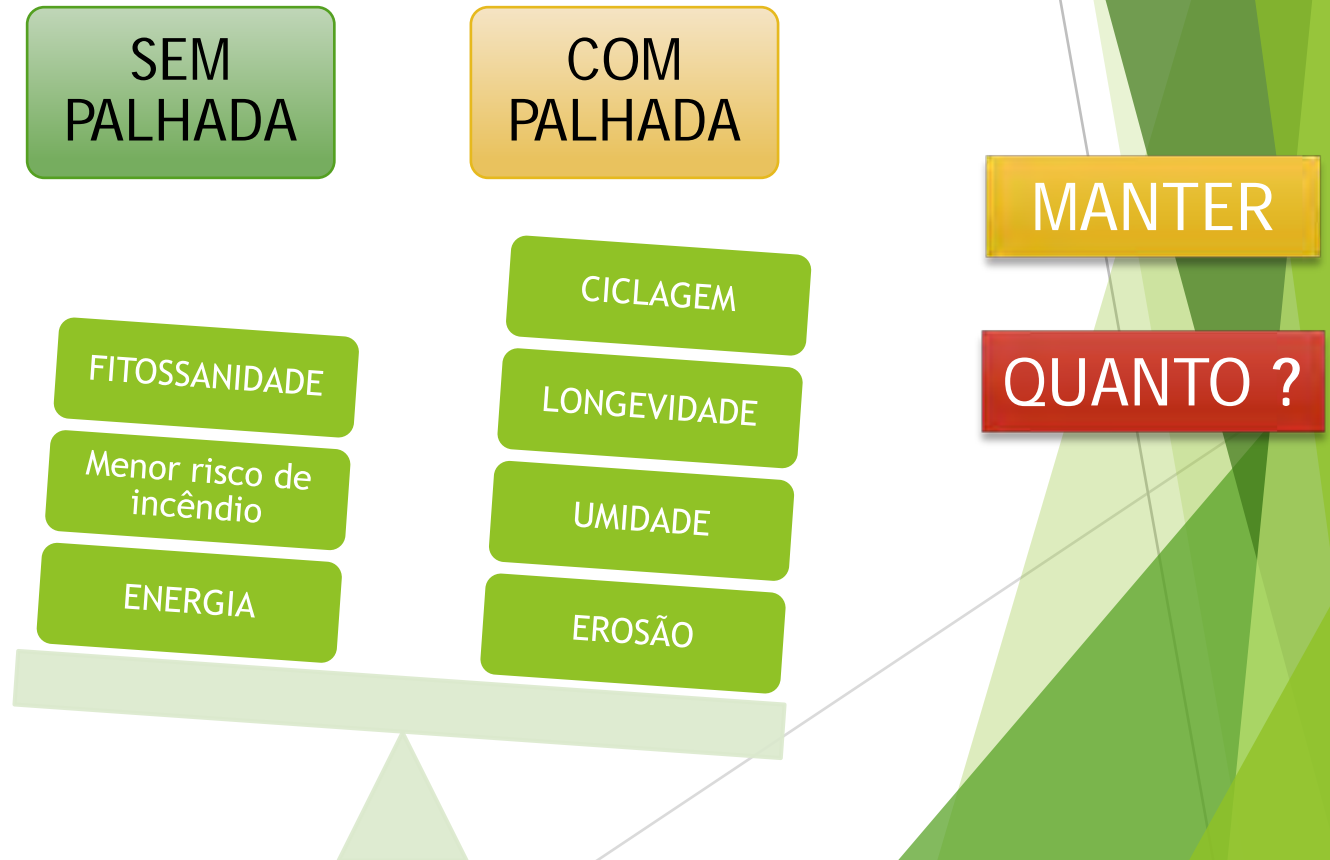 SEM
PALHADA
COM
PALHADA
MANTER
QUANTO ?
FITOSSANIDADE
Menor risco de
incêndio
ENERGIA
CICLAGEM
LONGEVIDADE
UMIDADE
EROSÃO